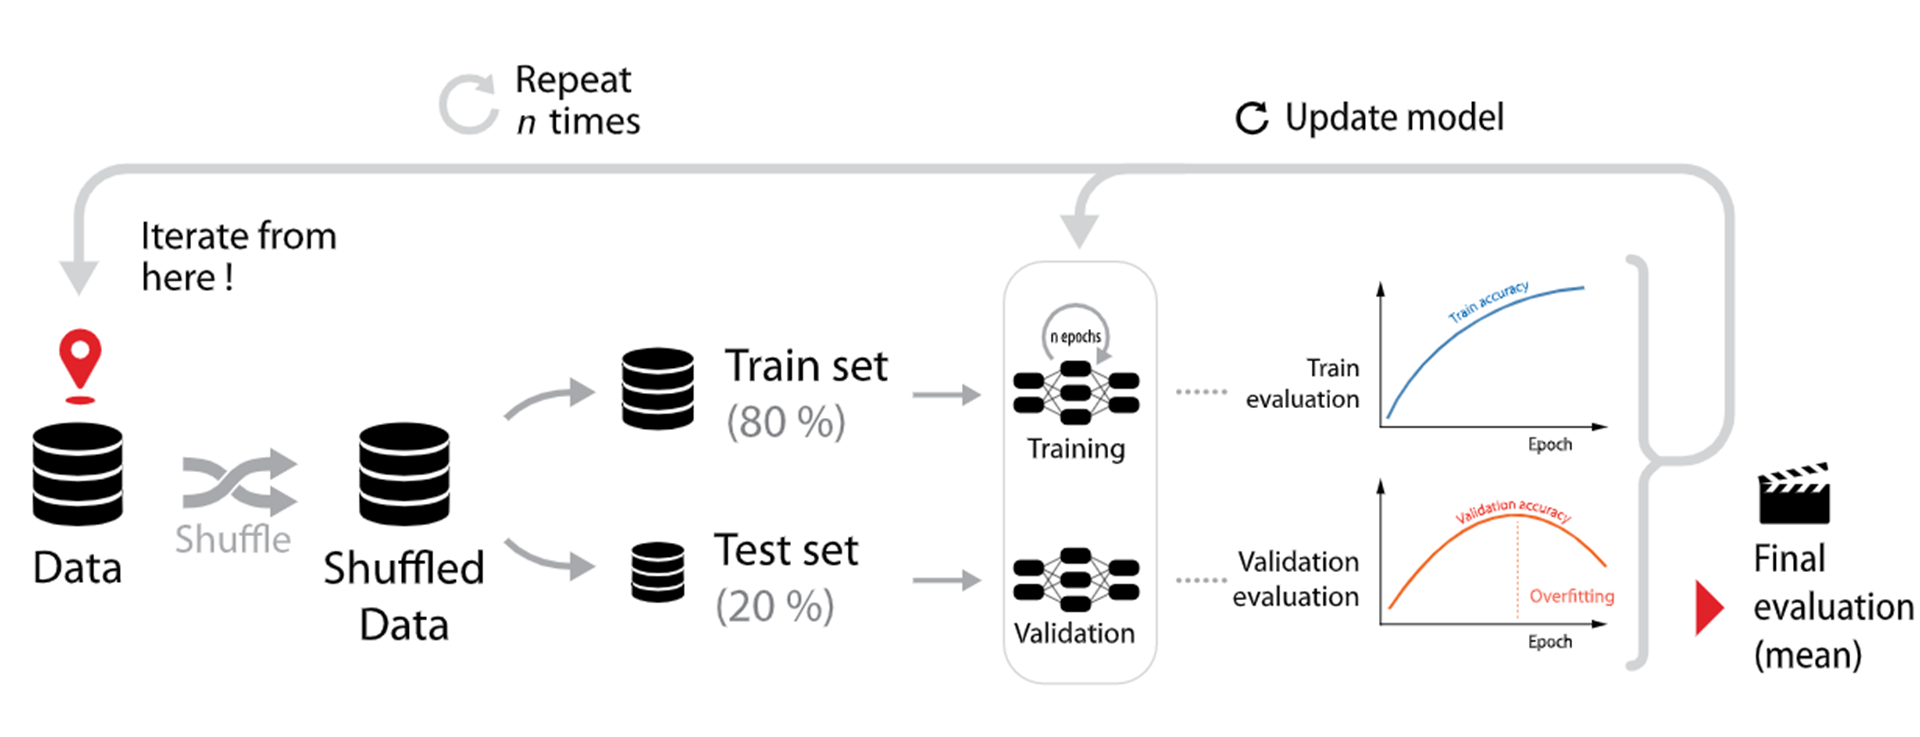 Repeat
n times
Update model
Iterate from
here !
Data
Shuffle
Shuffled
Data
Train set
(80 %)
Test set
(20 %)
n epochs
Training
Validation
Train
evaluation
Train accuracy
Epoch
Validation
evaluation
Validation accuracy
Overfitting
Epoch
Final
evaluation
(mean)